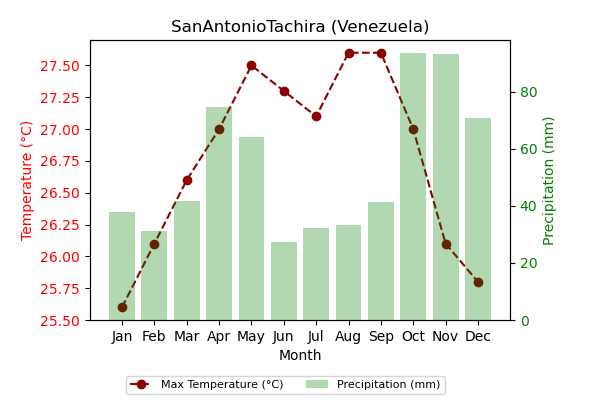 SanAntonioTachira (Venezuela)
27.50
27.25
27.00
26.75
26.50
26.25
26.00
25.75
25.50
Temperature (°C)
80
60
40
20
0
Precipitation (mm)
Jan Feb Mar Apr May Jun Jul Aug Sep Oct Nov Dec
Month
Max Temperature (°C) Precipitation (mm)